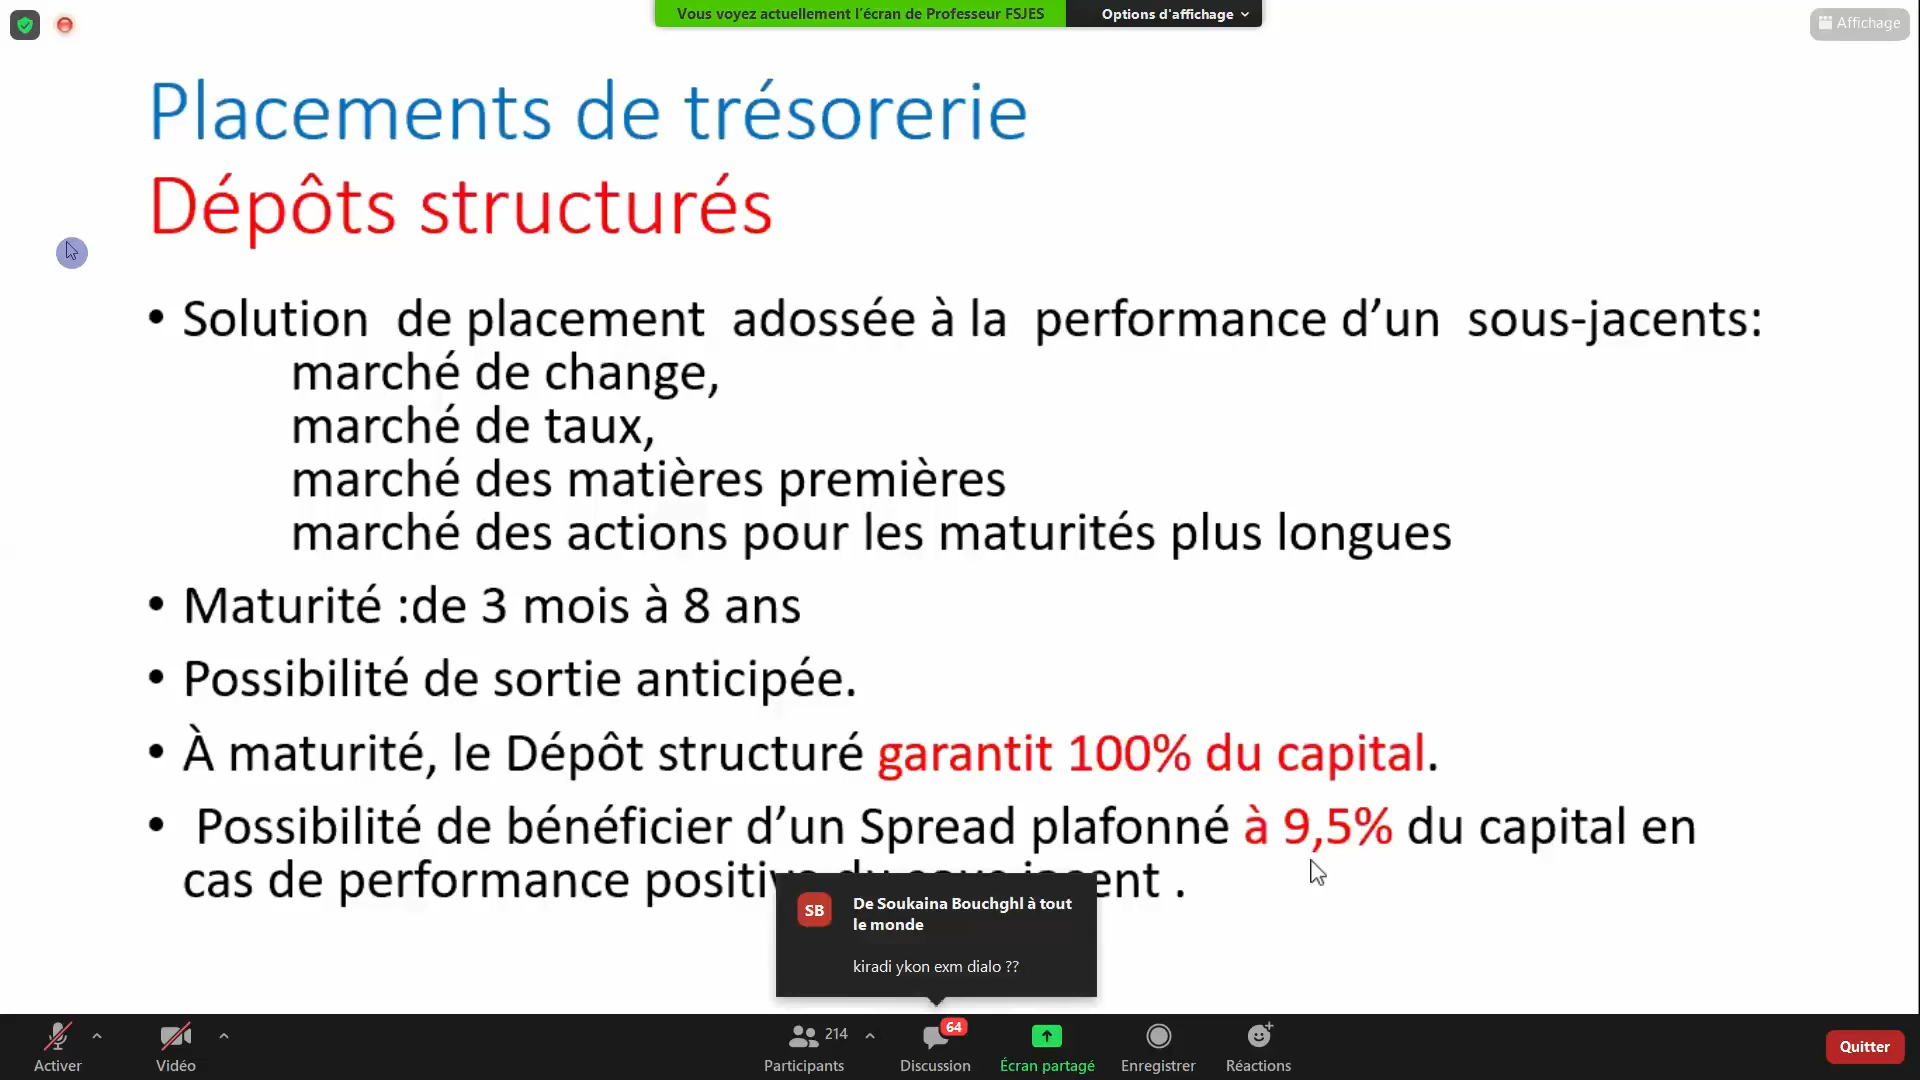 Vous voyez actuellement l'écran de Professeur FSJES
Options d'affichage
Affichage
Placements de trésorerie
Dépôts structurés
• Solution de placement adossée à la performance d’un sous-jacents:
marché de change,
marché de taux,
marché des matières premières
marché des actions pour les maturités plus longues
• Maturité :de 3 mois à 8 ans
• Possibilité de sortie anticipée.
• À maturité, le Dépôt structuré garantit 100% du capital.
• Possibilité de bénéficier d’un Spread plafonné à 9,5% du capital en
cas de performance
SB
De Soukaina Bouchghl à tout
le monde
kiradi ykon exm dialo ??
Activer
Vidéo
214
Participants
64
Discussion
Écran partagé
Enregistrer
Réactions
Quitter